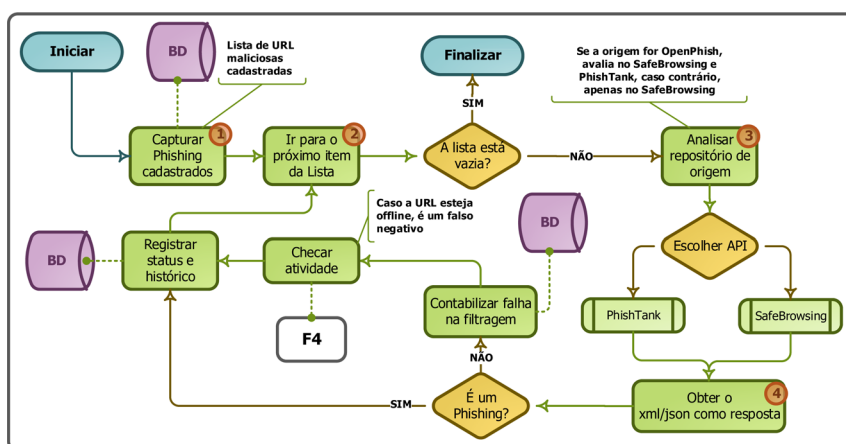 Iniciar
BD
Lista de URL
maliciosas
cadastradas
Finalizar
Se a origem for OpenPhish,
avalia no SafeBrowsing e
PhishTank, caso contrário,
apenas no SafeBrowsing
SIM
1
Capturar
Phishing
cadastrados
2
Ir para o
próximo item
da Lista
A lista está
vazia?
NÃO
3
Analisar
repositório de
origem
Caso a URL esteja
offline, é um falso
negativo
BD
BD
Registrar
status e
histórico
Checar
atividade
Escolher API
Contabilizar falha
na filtragem
PhishTank
SafeBrowsing
F4
NÃO
SIM
É um
Phishing?
4
Obter o
xml/json como resposta